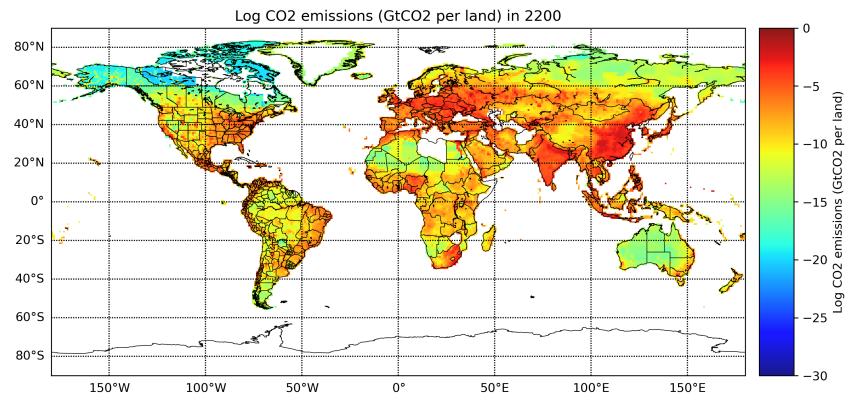 Log CO2 emissions (GtCO2 per land) in 2200
80°N
60°N
40°N
20°N
0°
20°S
40°S
60°S
80°S
150°W
100°W
50°W
0°
50°E
100°E
150°E
0
−5
−10
−15
−20
−25
−30
Log CO2 emissions (GtCO2 per land)